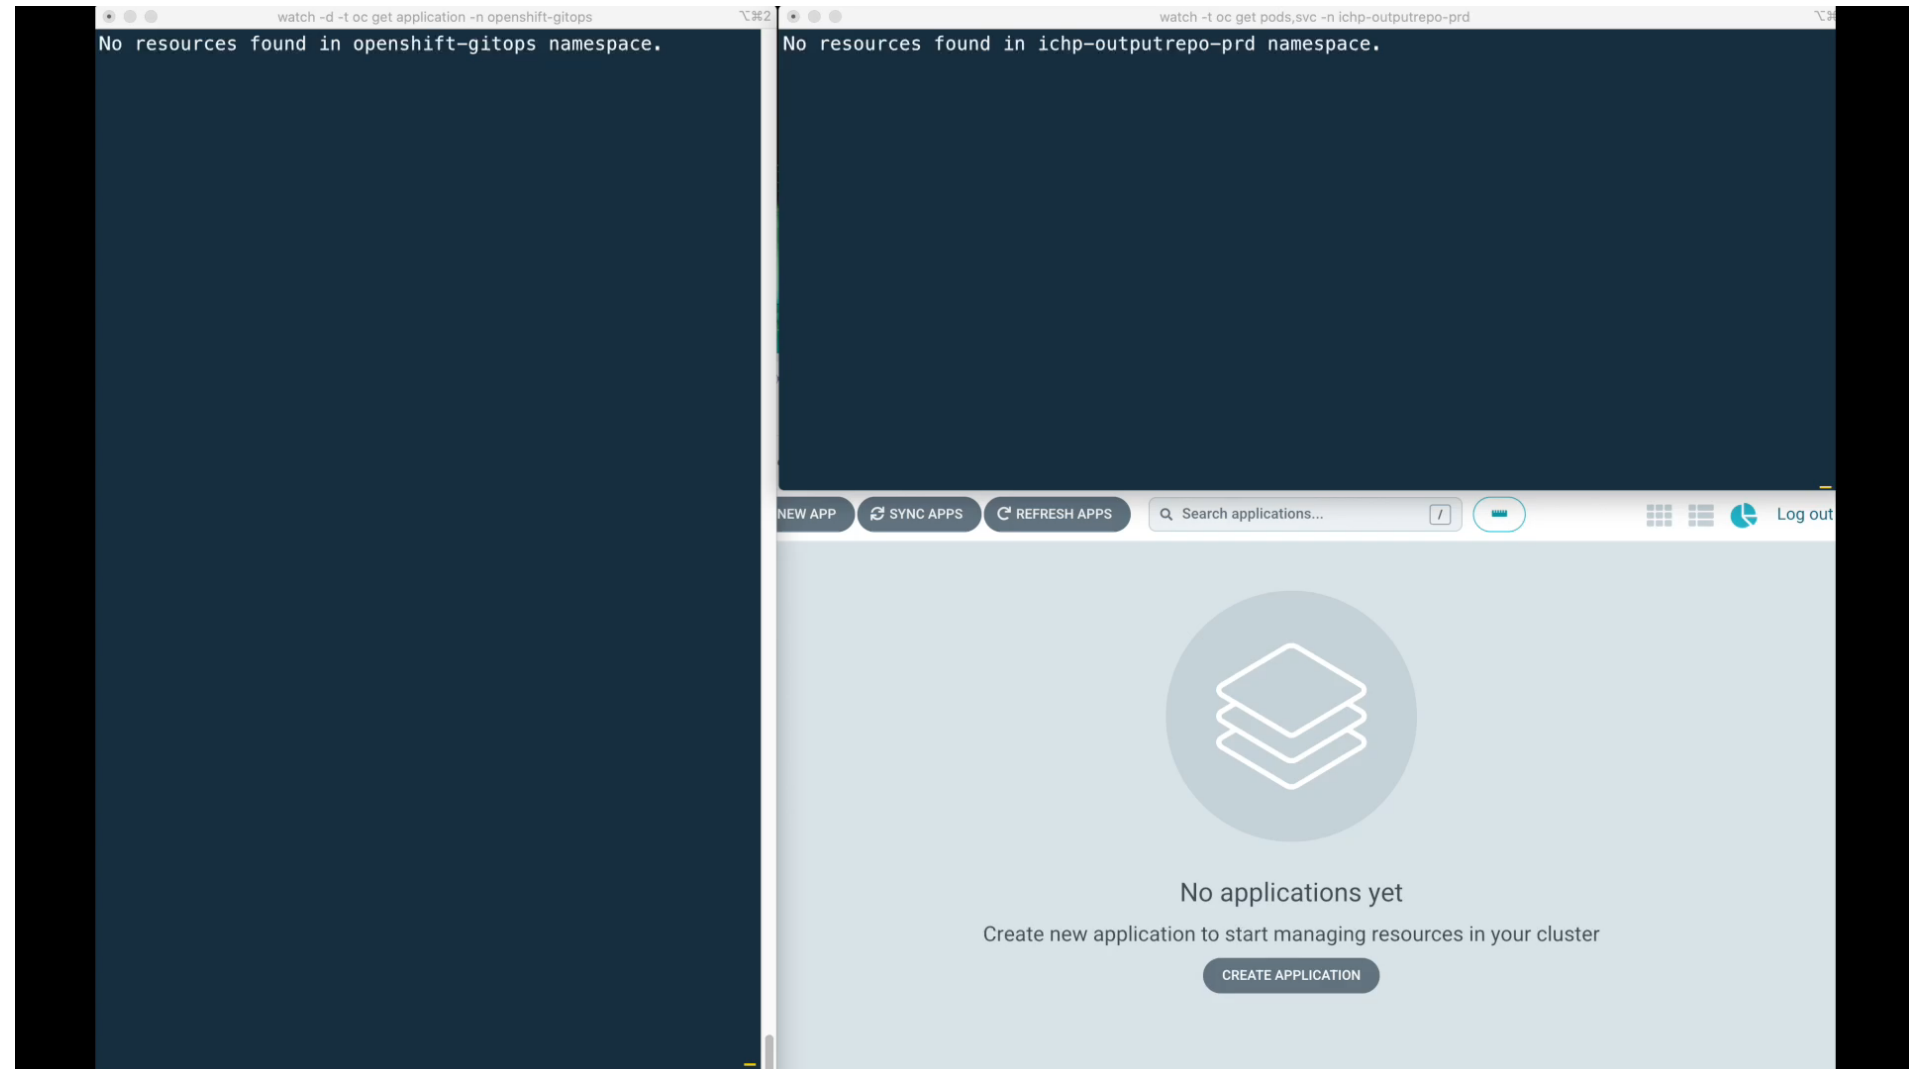 watch -d -t oc get application -n openshift-gitops ⌥⌘2
No resources found in openshift-gitops namespace.
watch -t oc get pods,svc -n ichp-outputrepo-prd ⌥⌘
No resources found in ichp-outputrepo-prd namespace.
NEW APP SYNC APPS REFRESH APPS Search applications... / Log out
No applications yet
Create new application to start managing resources in your cluster
CREATE APPLICATION